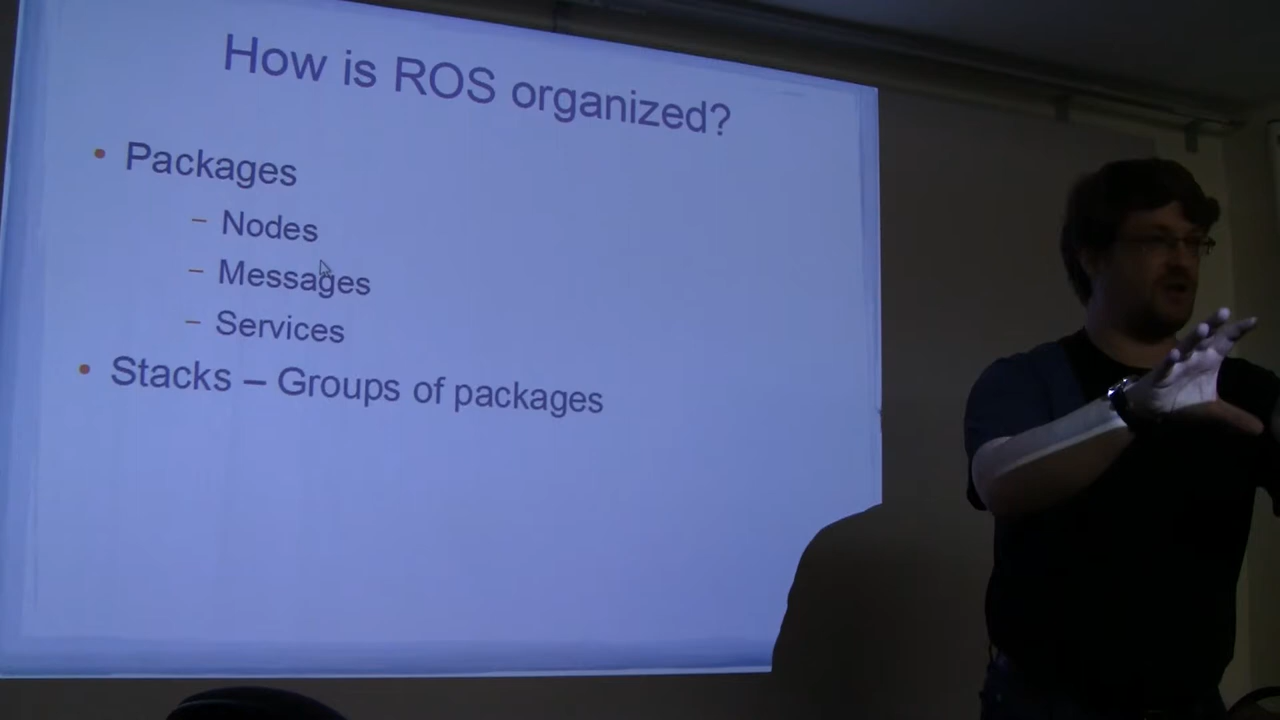 How is ROS organized?
• Packages
– Nodes
– Messages
– Services
• Stacks – Groups of packages